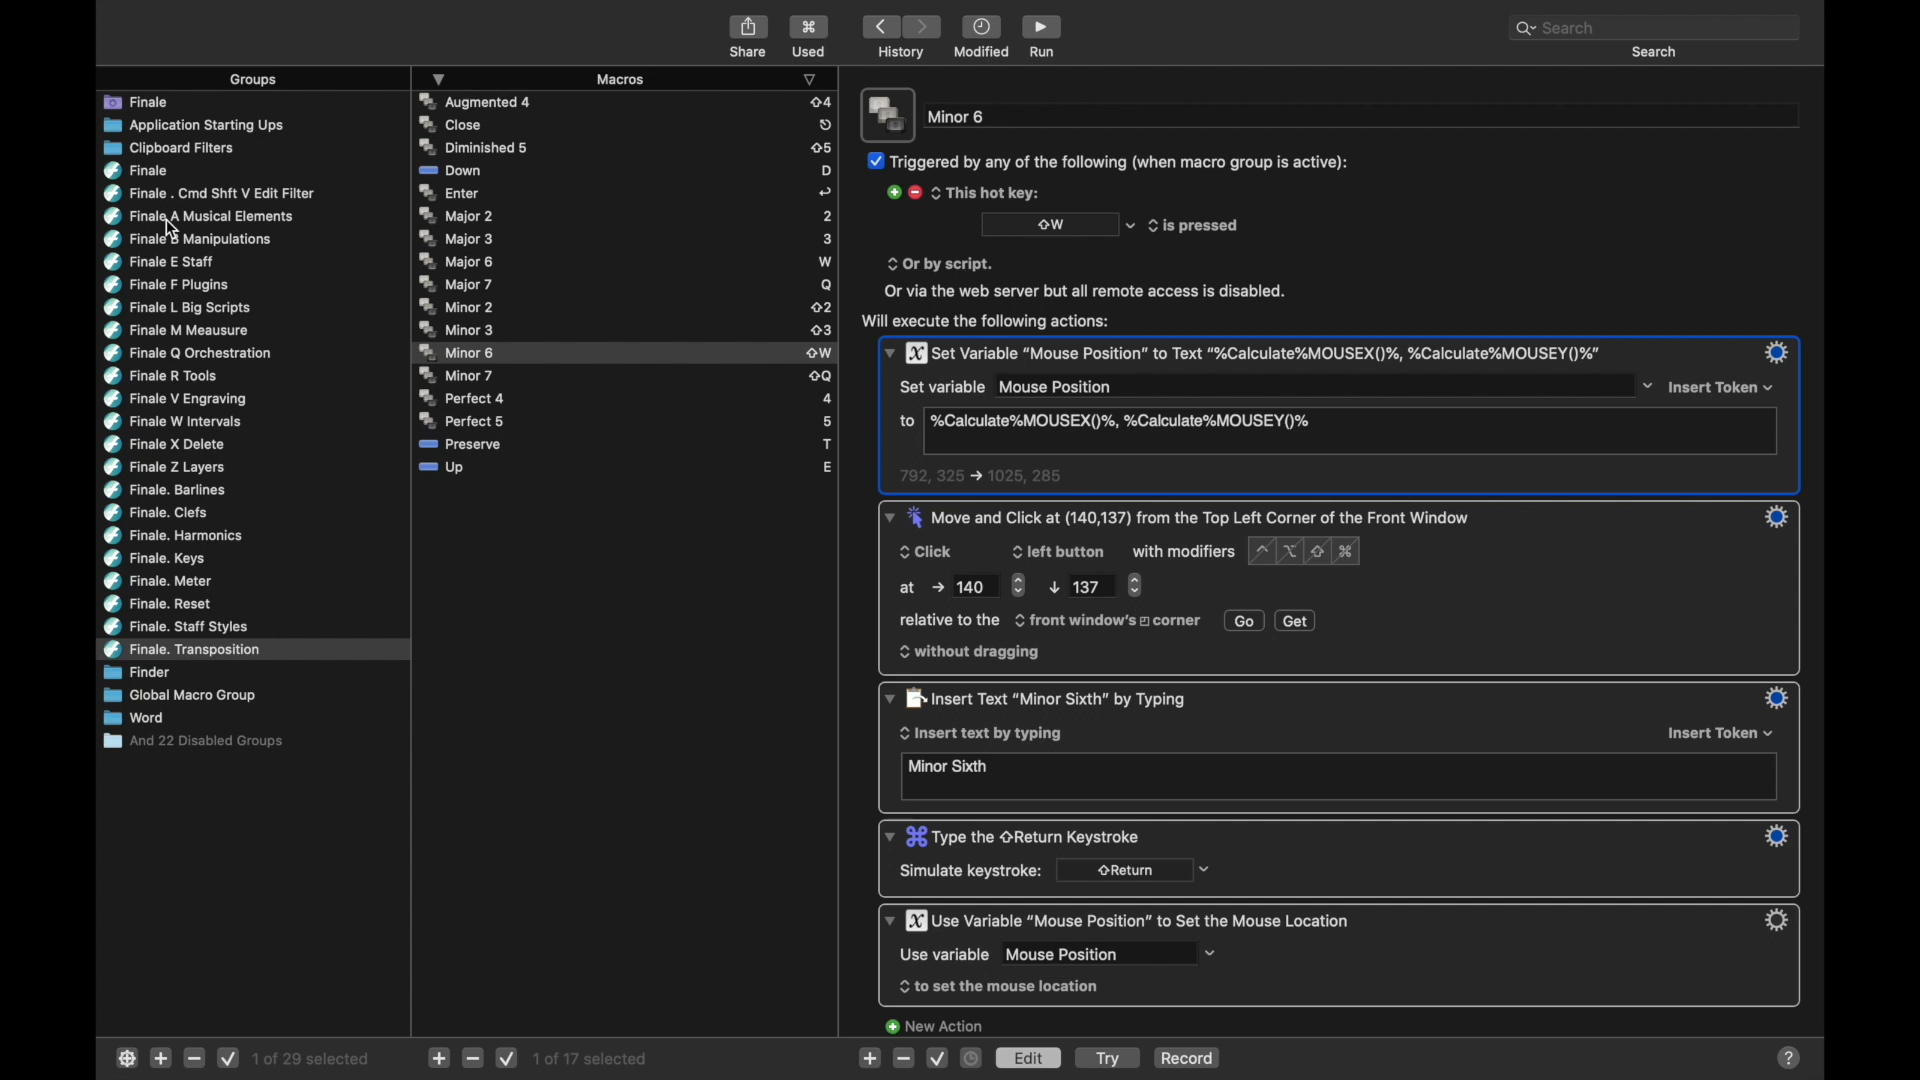 Share
Used
History
Modified
Run
Search
Search
Groups
Macros
Finale
Application Starting Ups
Clipboard Filters
Finale
Finale . Cmd Shft V Edit Filter
Finale A Musical Elements
Finale B Manipulations
Finale E Staff
Finale F Plugins
Finale L Big Scripts
Finale M Meausure
Finale Q Orchestration
Finale R Tools
Finale V Engraving
Finale W Intervals
Finale X Delete
Finale Z Layers
Finale. Barlines
Finale. Clefs
Finale. Harmonics
Finale. Keys
Finale. Meter
Finale. Reset
Finale. Staff Styles
Finale. Transposition
Finder
Global Macro Group
Word
And 22 Disabled Groups
Augmented 4 ⇧4
Close ⎋
Diminished 5 ⇧5
Down D
Enter ↩
Major 2 2
Major 3 3
Major 6 W
Major 7 Q
Minor 2 ⇧2
Minor 3 ⇧3
Minor 6 ⇧W
Minor 7 ⇧Q
Perfect 4 4
Perfect 5 5
Preserve T
Up E
Minor 6
Triggered by any of the following (when macro group is active):
This hot key:
⇧W is pressed
Or by script.
Or via the web server but all remote access is disabled.
Will execute the following actions:
Set Variable “Mouse Position” to Text “%Calculate%MOUSEX()%, %Calculate%MOUSEY()%”
Set variable Mouse Position Insert Token
to %Calculate%MOUSEX()%, %Calculate%MOUSEY()%
792, 325 → 1025, 285
Move and Click at (140,137) from the Top Left Corner of the Front Window
Click left button with modifiers ⌃ ⌥ ⇧ ⌘
at → 140 ↓ 137
relative to the front window’s corner Go Get
without dragging
Insert Text “Minor Sixth” by Typing
Insert text by typing Insert Token
Minor Sixth
Type the ⇧Return Keystroke
Simulate keystroke: ⇧Return
Use Variable “Mouse Position” to Set the Mouse Location
Use variable Mouse Position
to set the mouse location
New Action
1 of 29 selected
1 of 17 selected
Edit
Try
Record
?